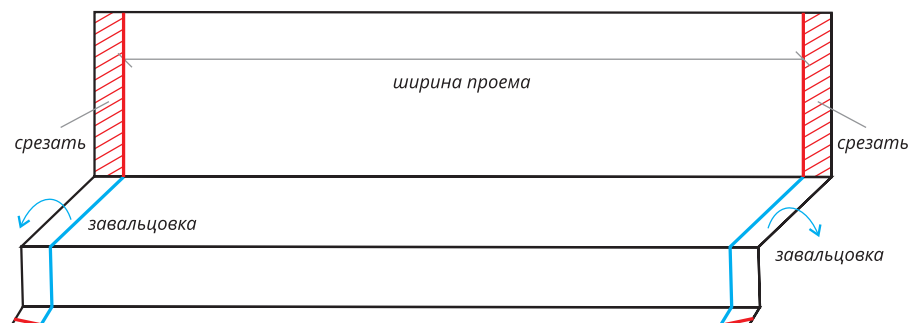 ширина проема
срезать
срезать
завальцовка
завальцовка